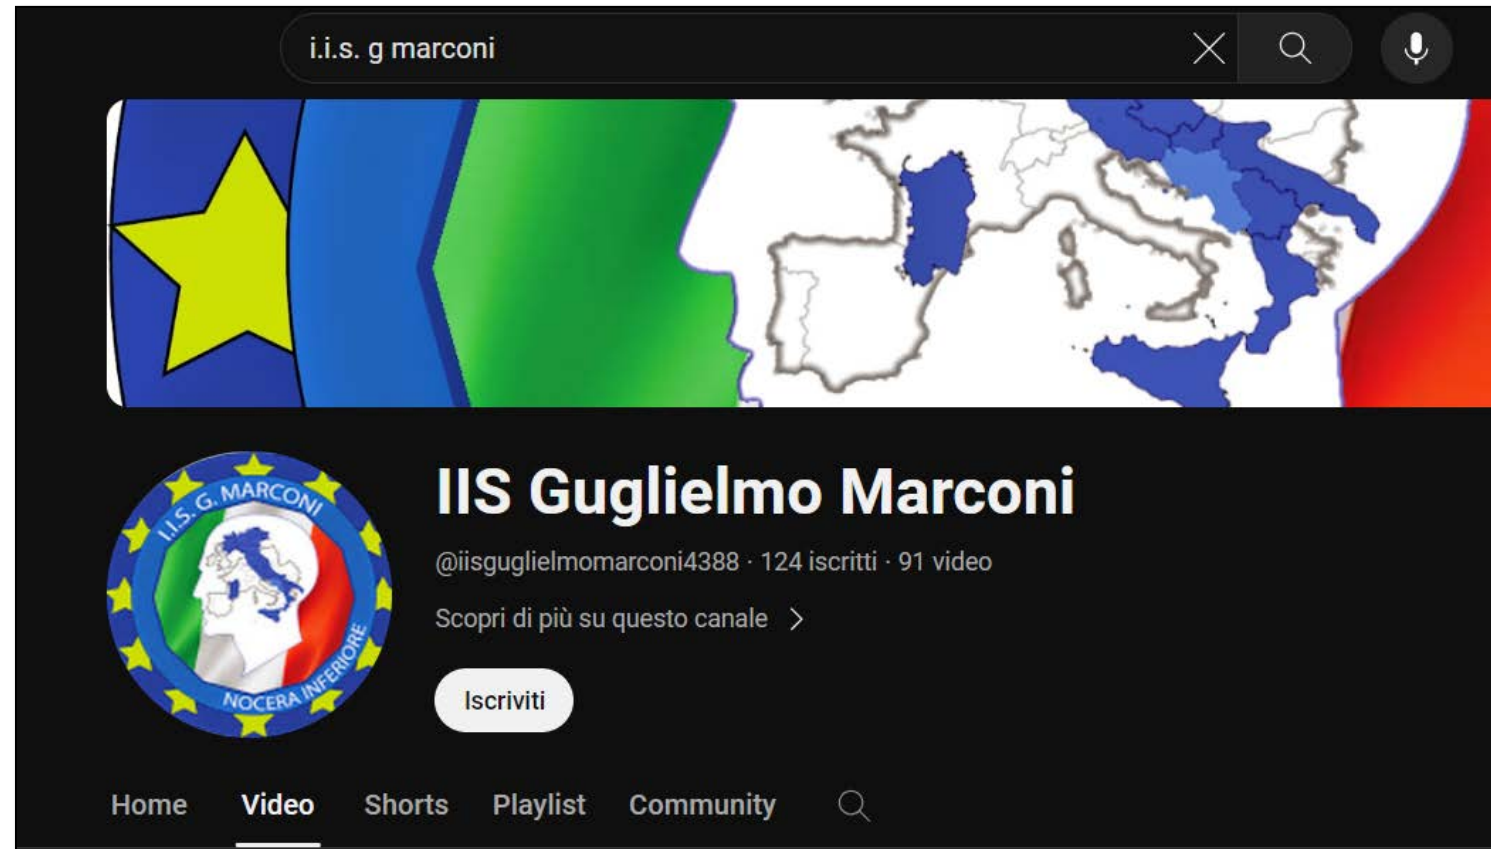 i.i.s. g marconi
I.I.S. G. MARCONI
NOCERA INFERIORE
IIS Guglielmo Marconi
@iisguglielmomarconi4388 · 124 iscritti · 91 video
Scopri di più su questo canale
Iscriviti
Home Video Shorts Playlist Community